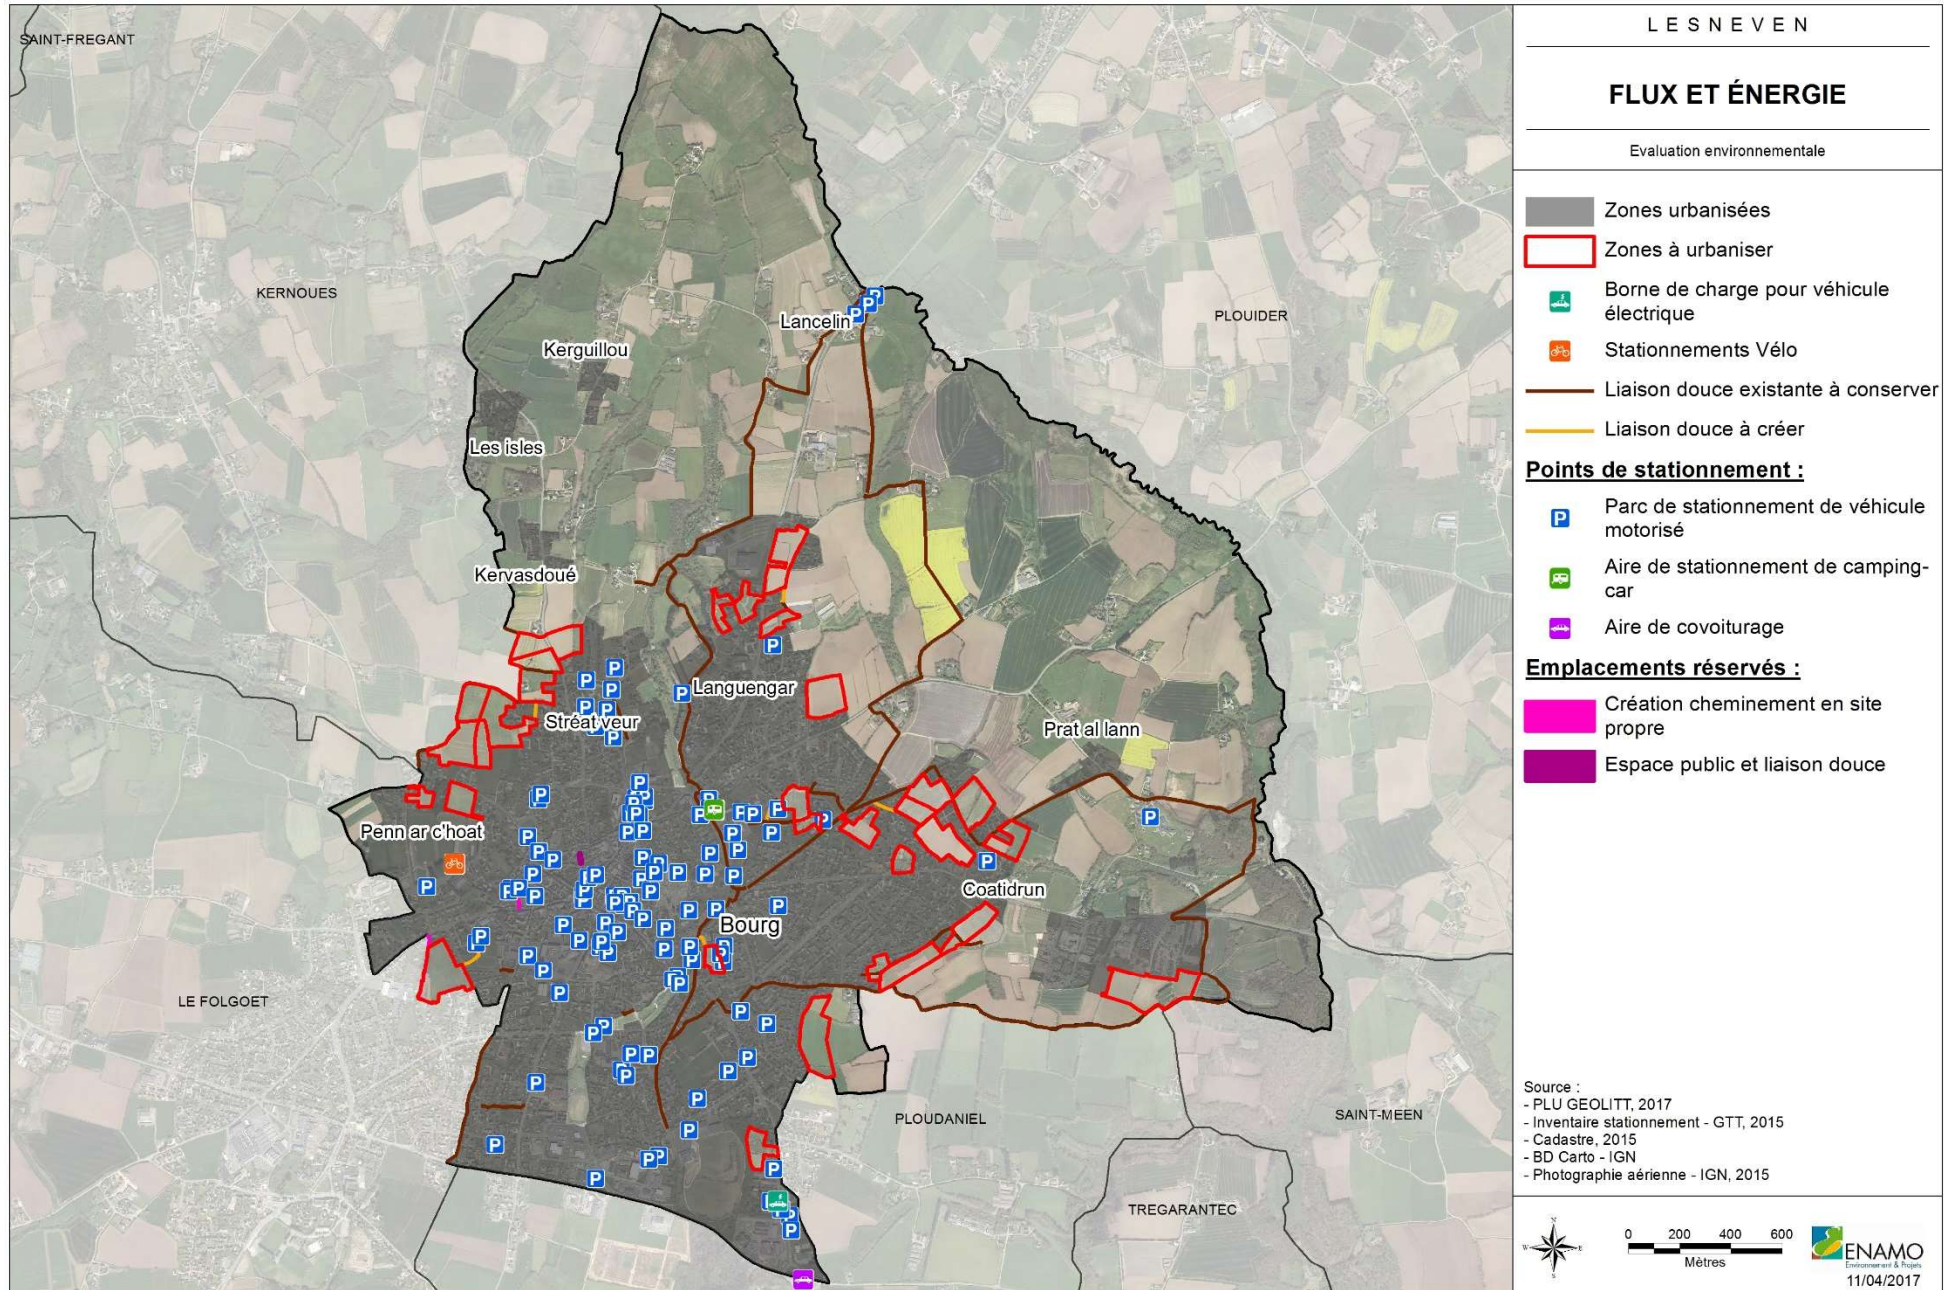 SAINT-FREGANT
KERNOUES
PLOUIDER
Lancelin
Kerguillou
Les isles
Kervasdoué
Languengar
Stréat veur
Prat al lann
Penn ar c'hoat
Coatidrun
Bourg
LE FOLGOET
PLOUDANIEL
SAINT-MEEN
TREGARANTEC
LESNEVEN
FLUX ET ÉNERGIE
Evaluation environnementale
Zones urbanisées
Zones à urbaniser
Borne de charge pour véhicule
électrique
Stationnements Vélo
Liaison douce existante à conserver
Liaison douce à créer
Points de stationnement :
P Parc de stationnement de véhicule
motorisé
Aire de stationnement de camping-
car
Aire de covoiturage
Emplacements réservés :
Création cheminement en site
propre
Espace public et liaison douce
Source :
- PLU GEOLITT, 2017
- Inventaire stationnement - GTT, 2015
- Cadastre, 2015
- BD Carto - IGN
- Photographie aérienne - IGN, 2015
N
W E
S
0 200 400 600
Mètres
ENAMO
Environnement & Projets
11/04/2017